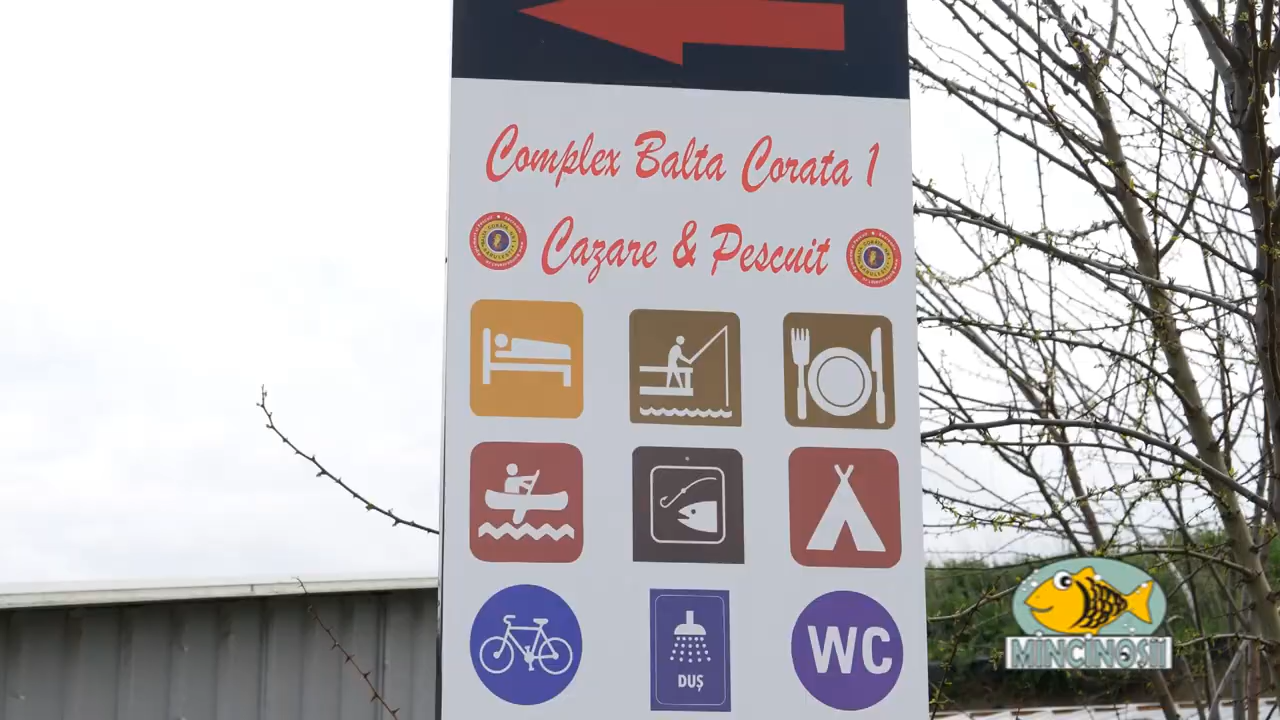 Complex Balta Corata 1
Cazare & Pescuit
DUȘ
WC
MINCINOSII